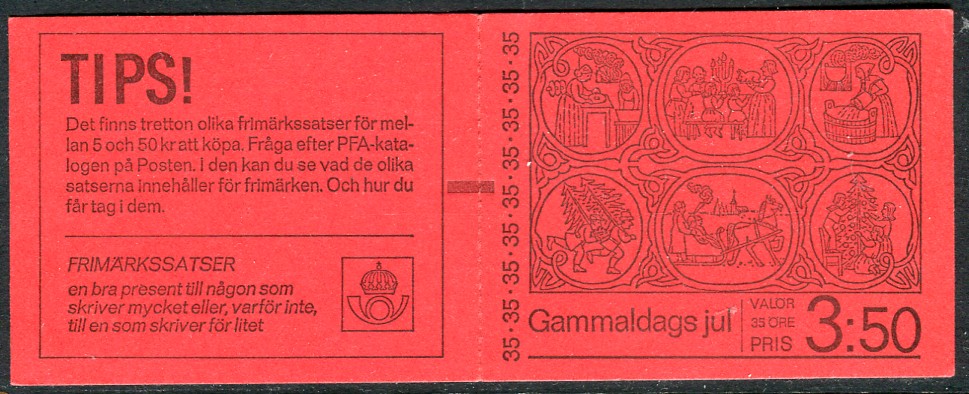 TIPS!
Det finns tretton olika frimärkssatser för mel-
lan 5 och 50 kr att köpa. Fråga efter PFA-kata-
logen på Posten. I den kan du se vad de olika
satserna innehåller för frimärken. Och hur du
får tag i dem.
FRIMÄRKSSATSER
en bra present till någon som
skriver mycket eller, varför inte,
till en som skriver för litet
35·35·35·35·35·35·35·35·35
Gammaldags jul
VALÖR
35 ÖRE
PRIS
3:50